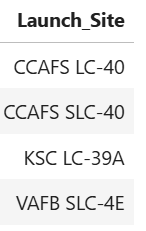 Launch_Site
CCAFS LC-40
CCAFS SLC-40
KSC LC-39A
VAFB SLC-4E